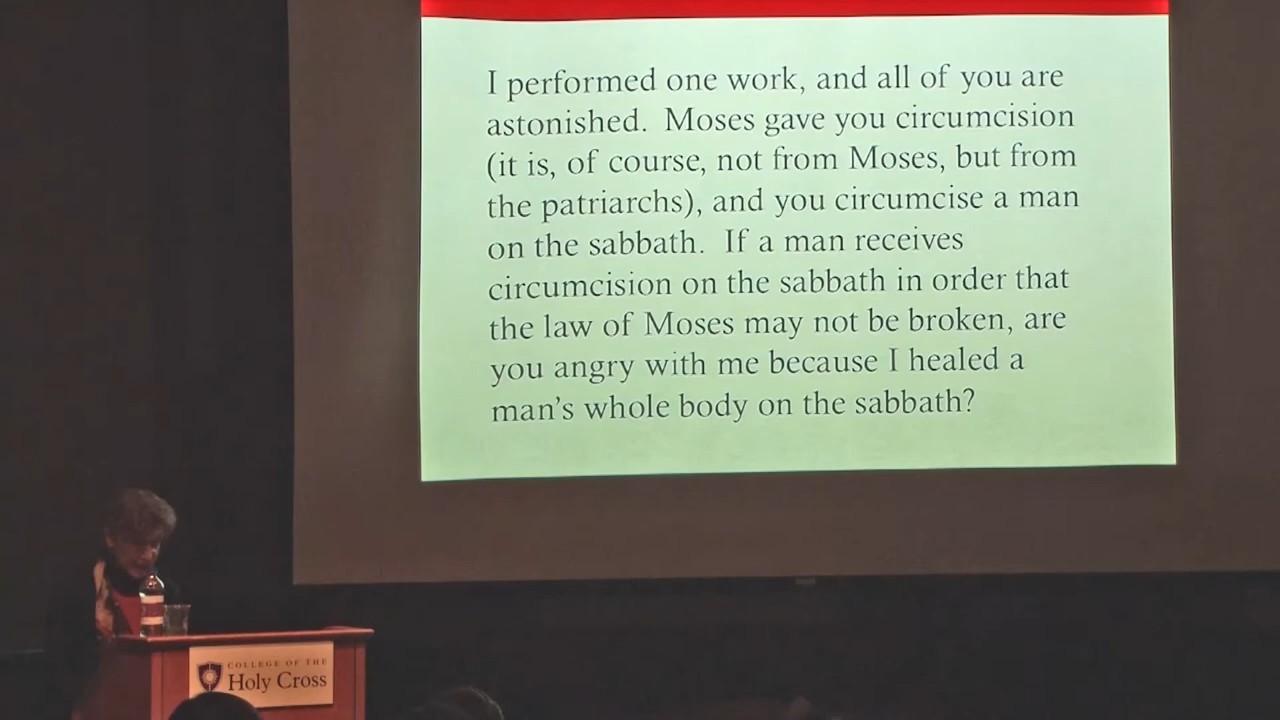 I performed one work, and all of you are
astonished.  Moses gave you circumcision
(it is, of course, not from Moses, but from
the patriarchs), and you circumcise a man
on the sabbath.  If a man receives
circumcision on the sabbath in order that
the law of Moses may not be broken, are
you angry with me because I healed a
man’s whole body on the sabbath?
COLLEGE OF THE
Holy Cross